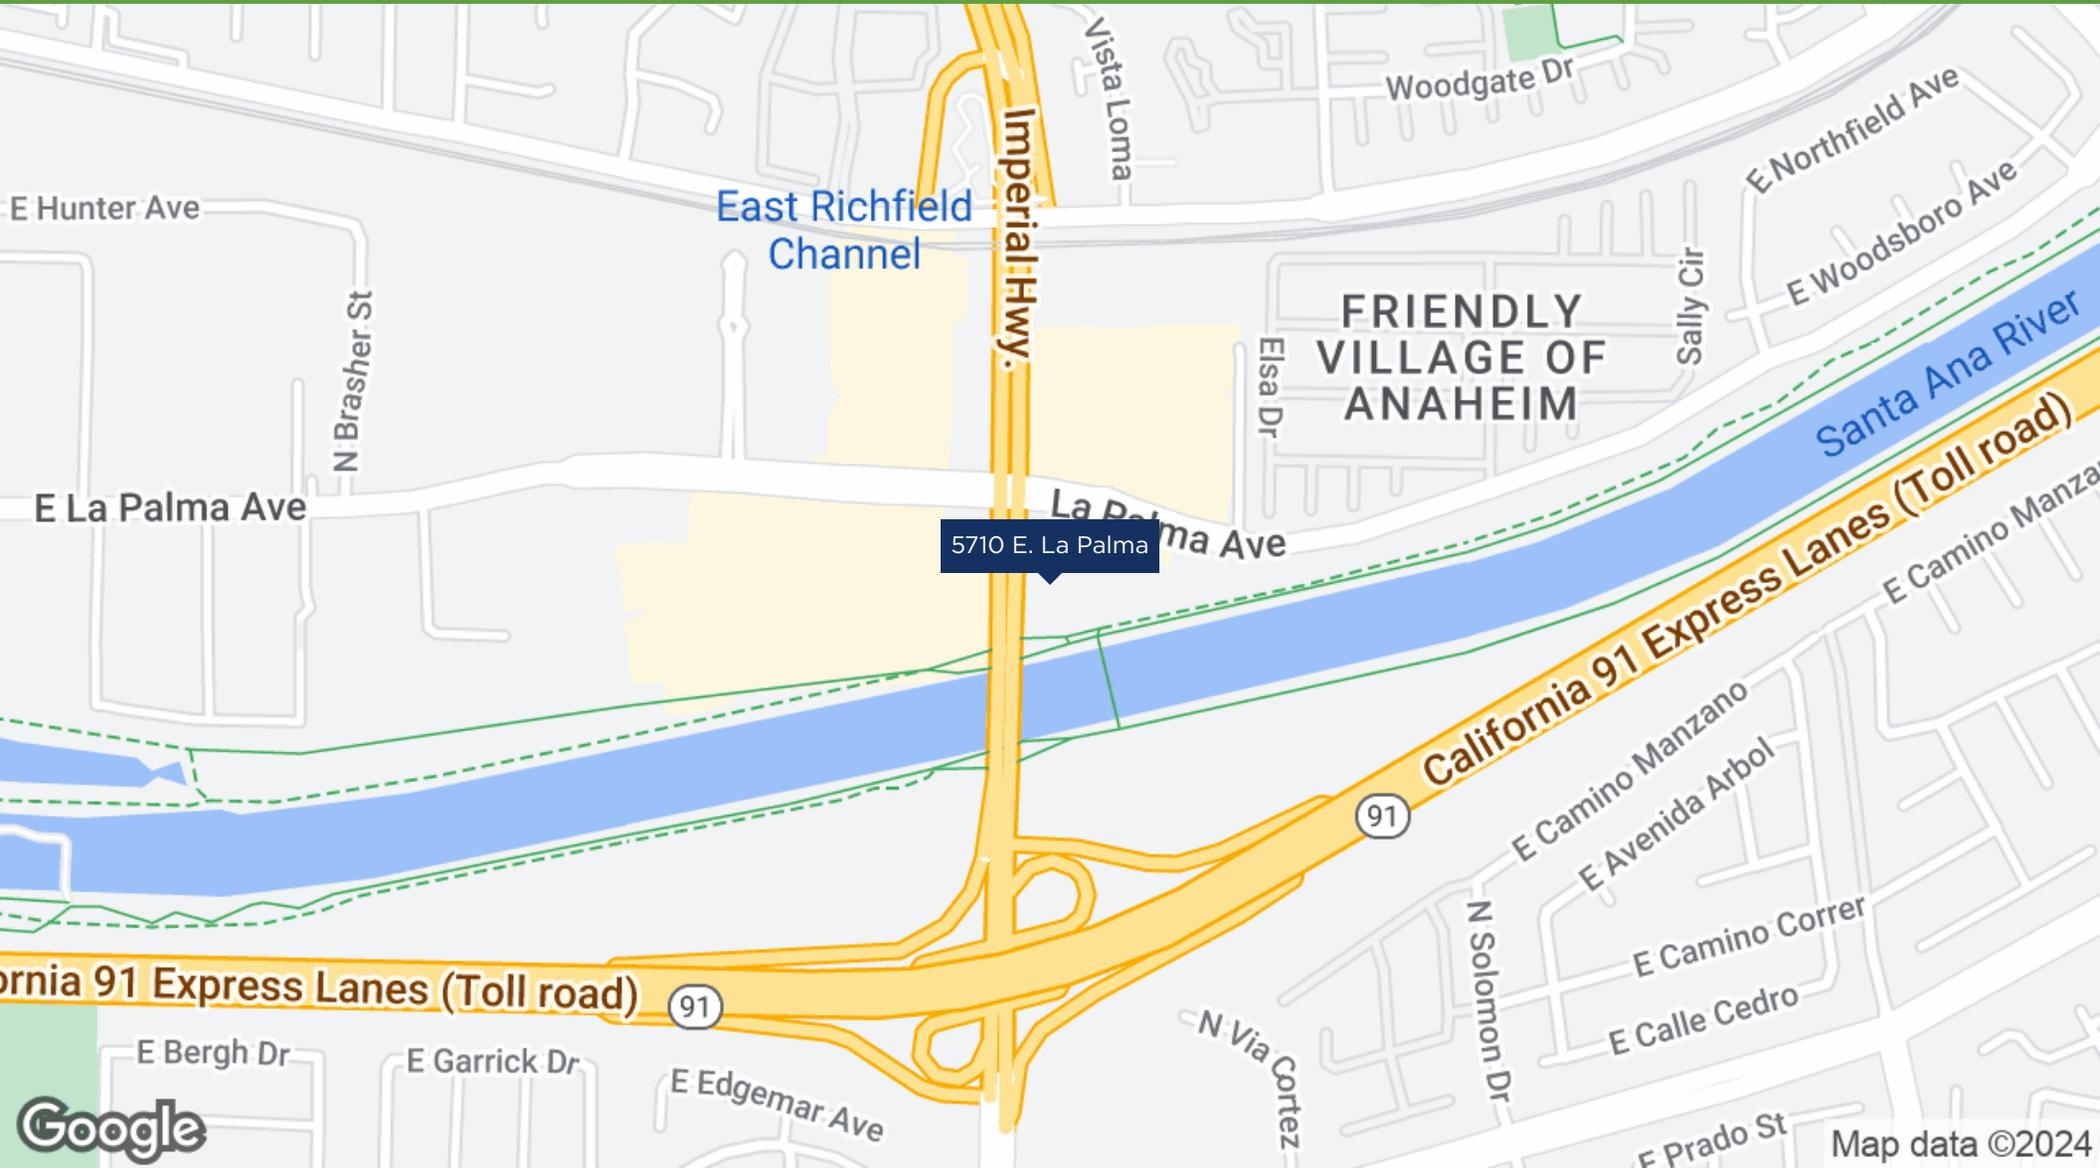 Vista Loma
Woodgate Dr
E Northfield Ave
Imperial Hwy.
East Richfield
Channel
E Hunter Ave
E Woodsboro Ave
Sally Cir
N Brasher St
FRIENDLY
VILLAGE OF
ANAHEIM
Elsa Dr
Santa Ana River
E La Palma Ave
La Palma Ave
5710 E. La Palma
California 91 Express Lanes (Toll road)
E Camino Manza
91
E Camino Manzano
E Avenida Arbol
E Camino Correr
N Solomon Dr
E Calle Cedro
ornia 91 Express Lanes (Toll road)
91
N Via Cortez
E Bergh Dr
E Garrick Dr
E Edgemar Ave
E Prado St
Google
Map data ©2024